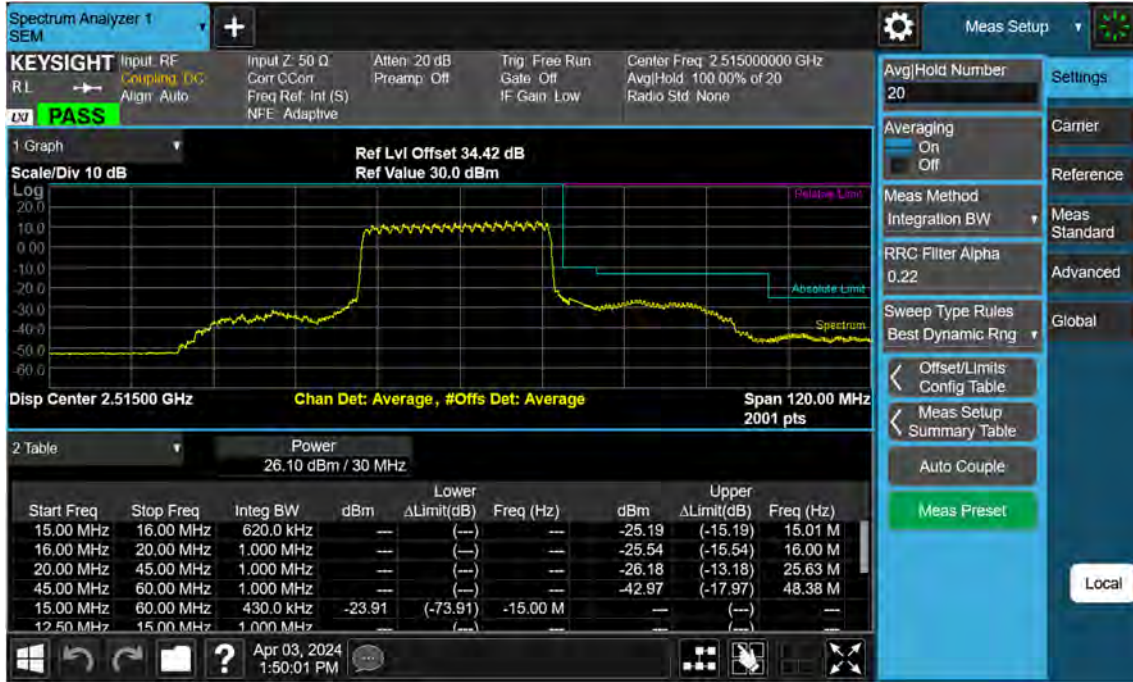 Spectrum Analyzer 1
SEM
+
Meas Setup
KEYSIGHT
RL
LXI
PASS
Input: RF
Coupling: DC
Align: Auto
Input Z: 50 Ω
Corr CCorr
Freq Ref: Int (S)
NFE: Adaptive
Atten: 20 dB
Preamp: Off
Trig: Free Run
Gate: Off
IF Gain: Low
Center Freq: 2.515000000 GHz
Avg|Hold: 100.00% of 20
Radio Std: None
1 Graph
Scale/Div 10 dB
Ref Lvl Offset 34.42 dB
Ref Value 30.0 dBm
Log
20.0
10.0
0.00
-10.0
-20.0
-30.0
-40.0
-50.0
-60.0
Relative Limit
Absolute Limit
Spectrum
Disp Center 2.51500 GHz
Chan Det: Average, #Offs Det: Average
Span 120.00 MHz
2001 pts
2 Table
Power
26.10 dBm / 30 MHz
Lower Upper
Start Freq Stop Freq Integ BW dBm ΔLimit(dB) Freq (Hz) dBm ΔLimit(dB) Freq (Hz)
15.00 MHz 16.00 MHz 620.0 kHz --- (---) --- -25.19 (-15.19) 15.01 M
16.00 MHz 20.00 MHz 1.000 MHz --- (---) --- -25.54 (-15.54) 16.00 M
20.00 MHz 45.00 MHz 1.000 MHz --- (---) --- -26.18 (-13.18) 25.63 M
45.00 MHz 60.00 MHz 1.000 MHz --- (---) --- -42.97 (-17.97) 48.38 M
15.00 MHz 60.00 MHz 430.0 kHz -23.91 (-73.91) -15.00 M --- (---) ---
12.50 MHz 15.00 MHz 1.000 MHz --- (---) --- --- (---) ---
?
Apr 03, 2024
1:50:01 PM
Avg|Hold Number
20
Averaging
On
Off
Meas Method
Integration BW
RRC Filter Alpha
0.22
Sweep Type Rules
Best Dynamic Rng
Offset/Limits
Config Table
Meas Setup
Summary Table
Auto Couple
Meas Preset
Settings
Carrier
Reference
Meas
Standard
Advanced
Global
Local